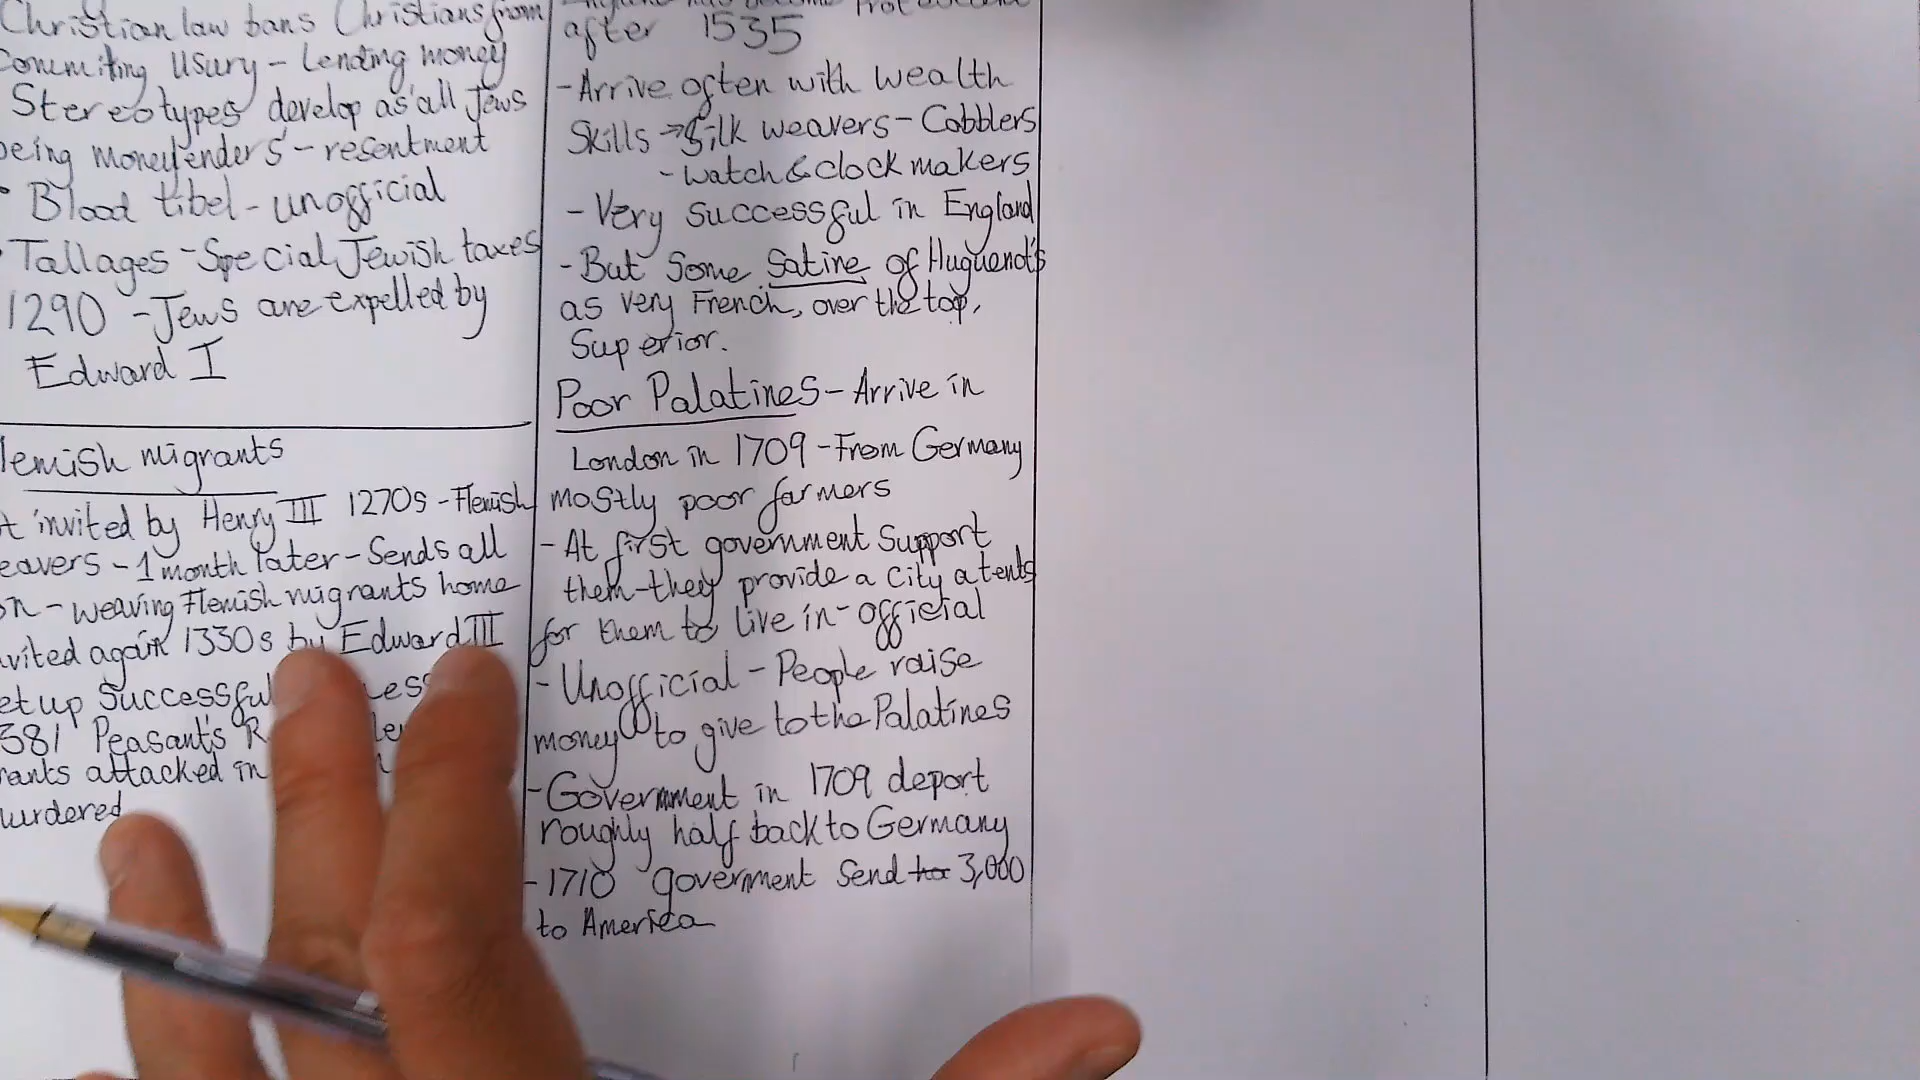 Christian law bans Christians from
Commiting Usury - Lending money
Stereotypes develop as 'all Jews
being moneylenders' - resentment
• Blood libel - unofficial
• Tallages - Special Jewish taxes
1290 - Jews are expelled by
Edward I
lemish migrants
invited by Henry III 1270s - Flemish
eavers - 1 month later - Sends all
on - weaving Flemish migrants home
vited again 1330s by Edward III
et up Successful
381 Peasant's
rants attacked in
urdered
after 1535
- Arrive often with wealth
Skills → Silk weavers - Cobblers
- watch & clock makers
- Very successful in England
- But some Satire of Huguenot's
as very French, over the top,
Superior.
Poor Palatines - Arrive in
London in 1709 - From Germany
mostly poor farmers
- At first government Support
them - they provide a city a tents
for them to live in - official
- Unofficial - People raise
money to give to the Palatines
- Government in 1709 deport
roughly half back to Germany
- 1710 goverment Send 3,000
to America